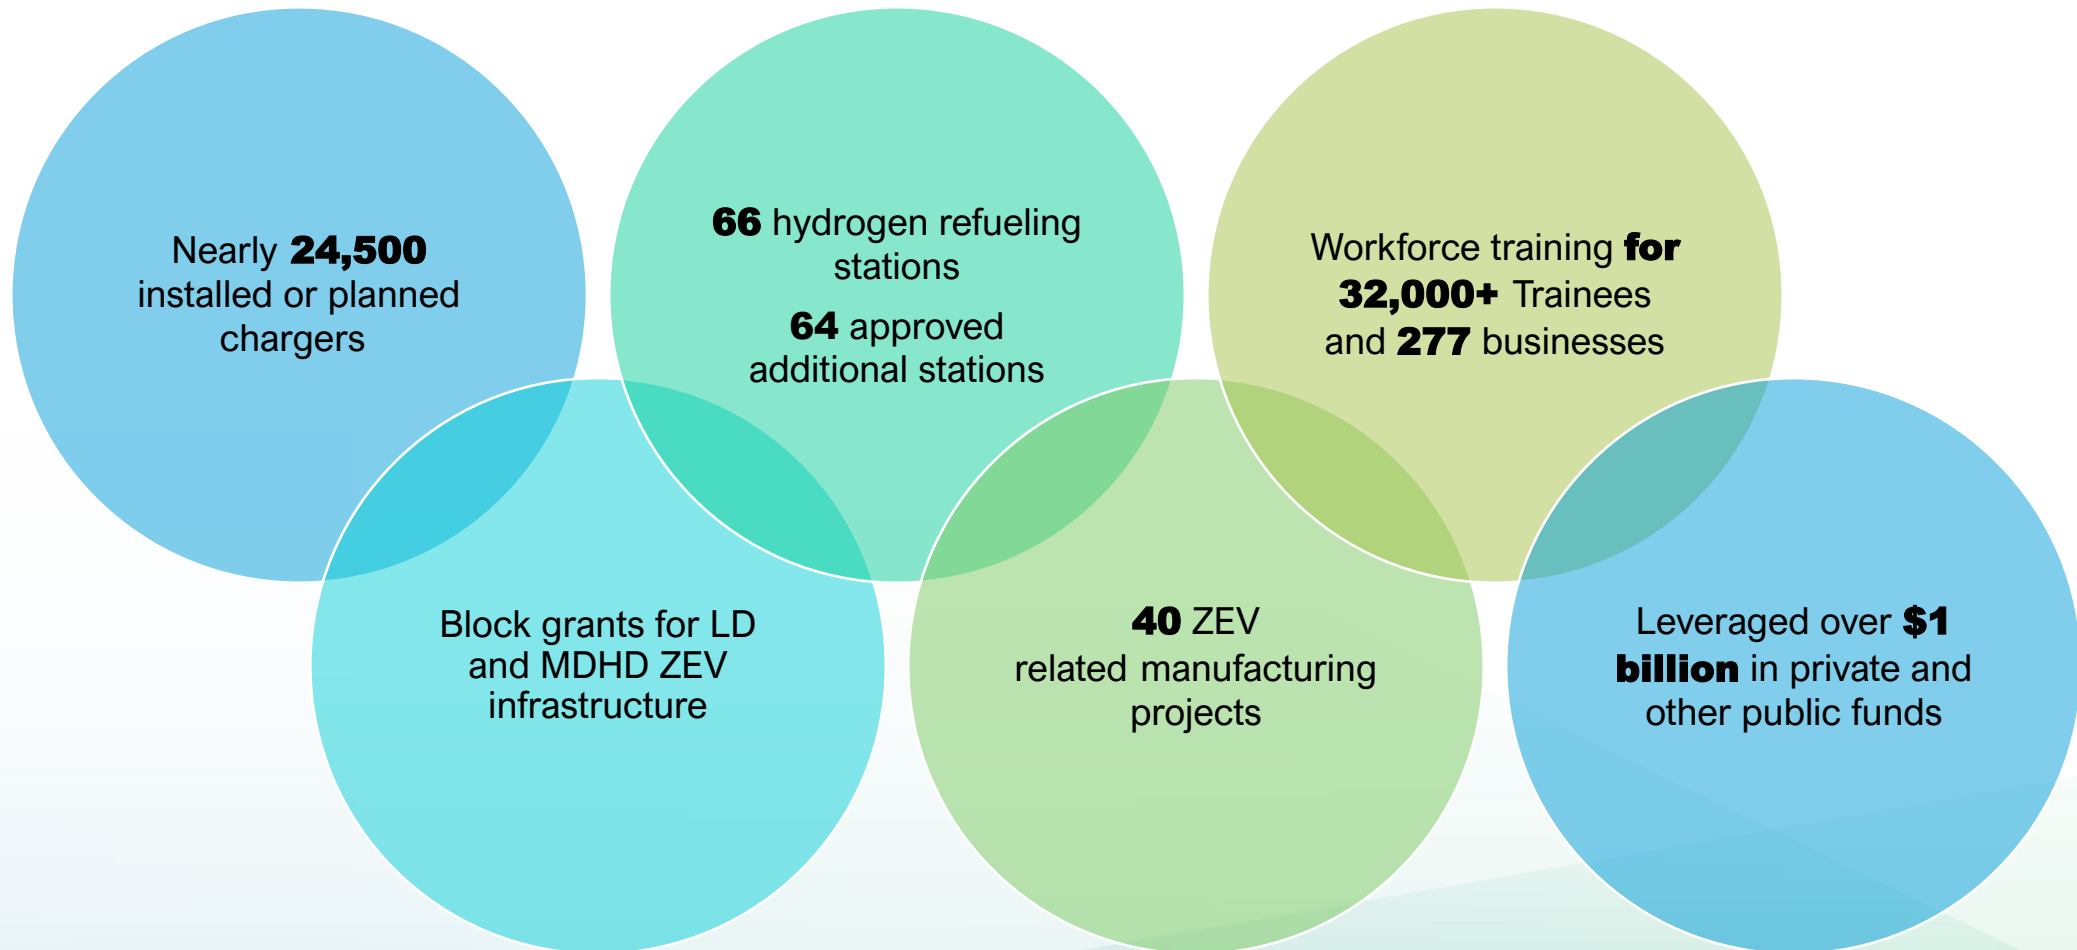 Nearly 24,500
installed or planned
chargers
66 hydrogen refueling
stations
64 approved
additional stations
Workforce training for
32,000+ Trainees
and 277 businesses
Block grants for LD
and MDHD ZEV
infrastructure
40 ZEV
related manufacturing
projects
Leveraged over $1
billion in private and
other public funds